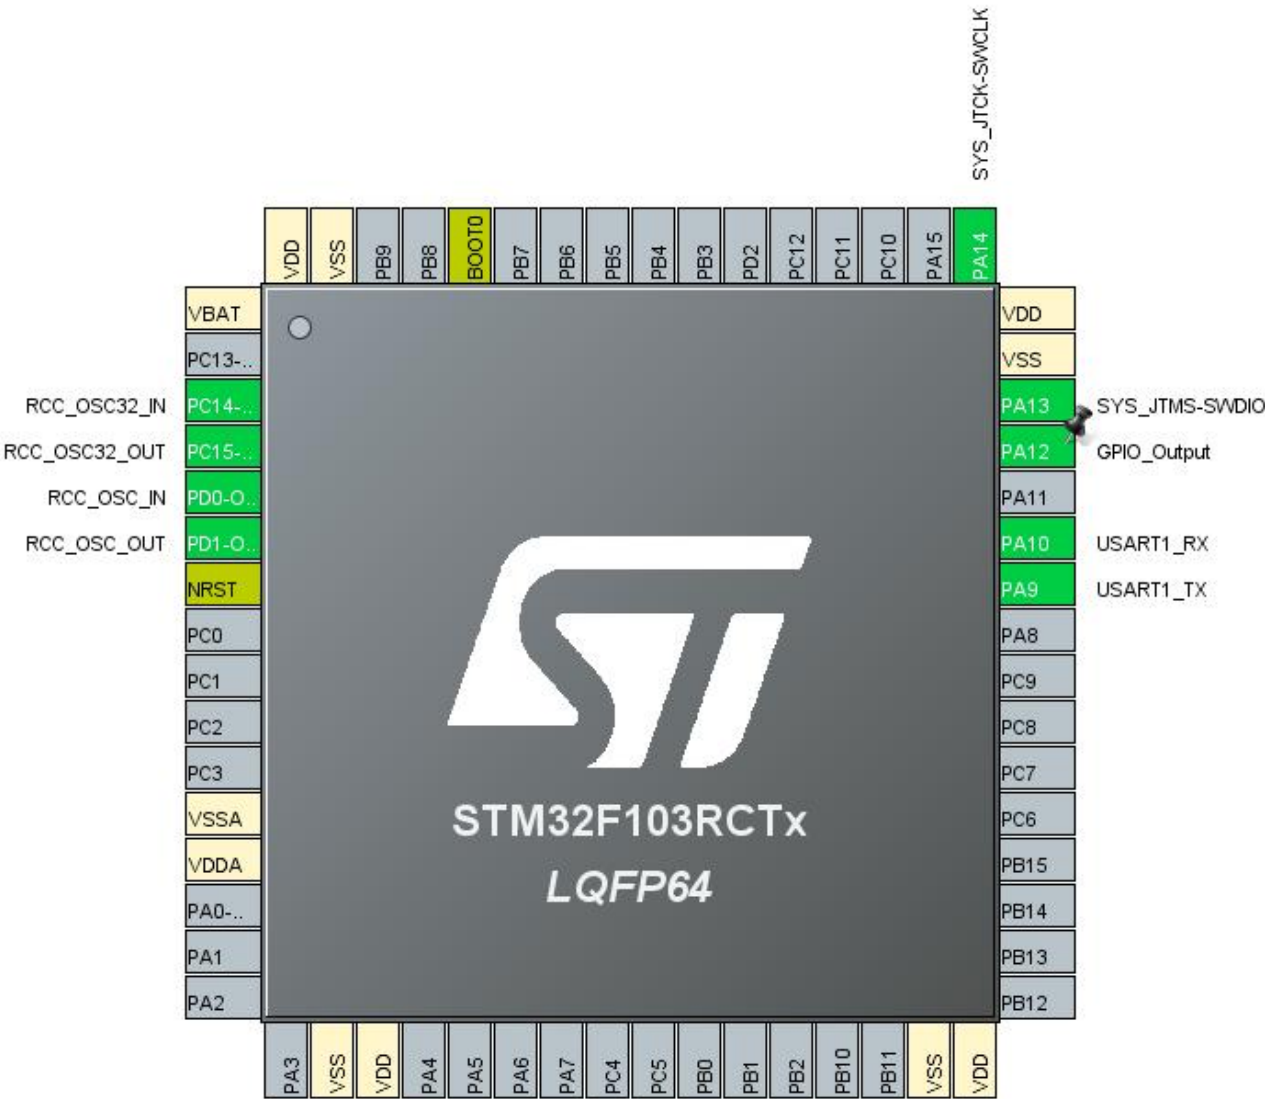 SYS_JTCK-SWCLK
VDD
VSS
PB9
PB8
BOOT0
PB7
PB6
PB5
PB4
PB3
PD2
PC12
PC11
PC10
PA15
PA14
VBAT
PC13-..
RCC_OSC32_IN PC14-..
RCC_OSC32_OUT PC15-..
RCC_OSC_IN PD0-O..
RCC_OSC_OUT PD1-O..
NRST
PC0
PC1
PC2
PC3
VSSA
VDDA
PA0-..
PA1
PA2
STM32F103RCTx
LQFP64
VDD
VSS
PA13 SYS_JTMS-SWDIO
PA12 GPIO_Output
PA11
PA10 USART1_RX
PA9 USART1_TX
PA8
PC9
PC8
PC7
PC6
PB15
PB14
PB13
PB12
PA3
VSS
VDD
PA4
PA5
PA6
PA7
PC4
PC5
PB0
PB1
PB2
PB10
PB11
VSS
VDD